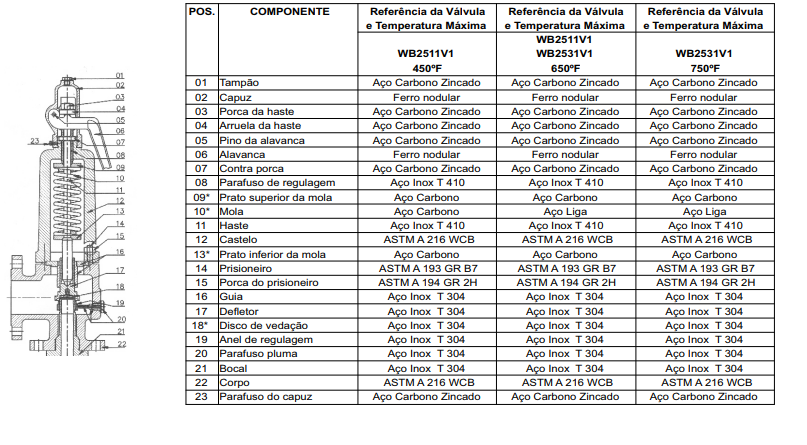 POS. COMPONENTE Referência da Válvula e Temperatura Máxima Referência da Válvula e Temperatura Máxima Referência da Válvula e Temperatura Máxima
WB2511V1 450ºF WB2511V1 WB2531V1 650ºF WB2531V1 750ºF
01 Tampão Aço Carbono Zincado Aço Carbono Zincado Aço Carbono Zincado
02 Capuz Ferro nodular Ferro nodular Ferro nodular
03 Porca da haste Aço Carbono Zincado Aço Carbono Zincado Aço Carbono Zincado
04 Arruela da haste Aço Carbono Zincado Aço Carbono Zincado Aço Carbono Zincado
05 Pino da alavanca Aço Carbono Zincado Aço Carbono Zincado Aço Carbono Zincado
06 Alavanca Ferro nodular Ferro nodular Ferro nodular
07 Contra porca Aço Carbono Zincado Aço Carbono Zincado Aço Carbono Zincado
08 Parafuso de regulagem Aço Inox T 410 Aço Inox T 410 Aço Inox T 410
09* Prato superior da mola Aço Carbono Aço Carbono Aço Carbono
10* Mola Aço Carbono Aço Liga Aço Liga
11 Haste Aço Inox T 410 Aço Inox T 410 Aço Inox T 410
12 Castelo ASTM A 216 WCB ASTM A 216 WCB ASTM A 216 WCB
13* Prato inferior da mola Aço Carbono Aço Carbono Aço Carbono
14 Prisioneiro ASTM A 193 GR B7 ASTM A 193 GR B7 ASTM A 193 GR B7
15 Porca do prisioneiro ASTM A 194 GR 2H ASTM A 194 GR 2H ASTM A 194 GR 2H
16 Guia Aço Inox T 304 Aço Inox T 304 Aço Inox T 304
17 Defletor Aço Inox T 304 Aço Inox T 304 Aço Inox T 304
18* Disco de vedação Aço Inox T 304 Aço Inox T 304 Aço Inox T 304
19 Anel de regulagem Aço Inox T 304 Aço Inox T 304 Aço Inox T 304
20 Parafuso pluma Aço Inox T 304 Aço Inox T 304 Aço Inox T 304
21 Bocal Aço Inox T 304 Aço Inox T 304 Aço Inox T 304
22 Corpo ASTM A 216 WCB ASTM A 216 WCB ASTM A 216 WCB
23 Parafuso do capuz Aço Carbono Zincado Aço Carbono Zincado Aço Carbono Zincado
01
02
03
04
05
06
23 07
08
09
10
11
12
13
14
15
16
17
18
19
20
21
22